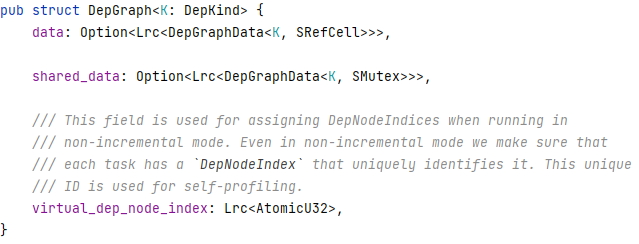 pub struct DepGraph<K: DepKind> {
data: Option<Lrc<DepGraphData<K, SRefCell>>>,
shared_data: Option<Lrc<DepGraphData<K, SMutex>>>,
/// This field is used for assigning DepNodeIndices when running in
/// non-incremental mode. Even in non-incremental mode we make sure that
/// each task has a `DepNodeIndex` that uniquely identifies it. This unique
/// ID is used for self-profiling.
virtual_dep_node_index: Lrc<AtomicU32>,
}